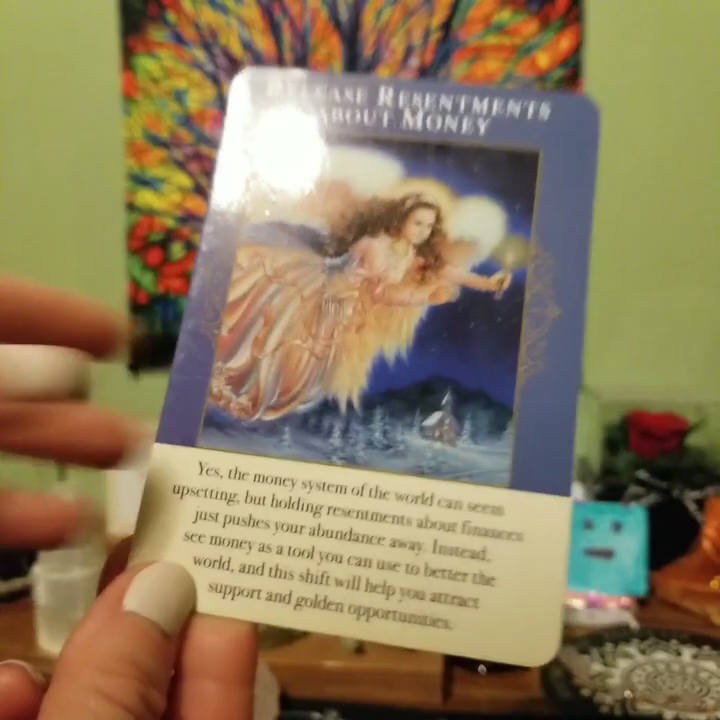 RELEASE RESENTMENTS
ABOUT MONEY
Yes, the money system of the world can seem
upsetting, but holding resentments about finances
just pushes your abundance away. Instead,
see money as a tool you can use to better the
world, and this shift will help you attract
support and golden opportunities.